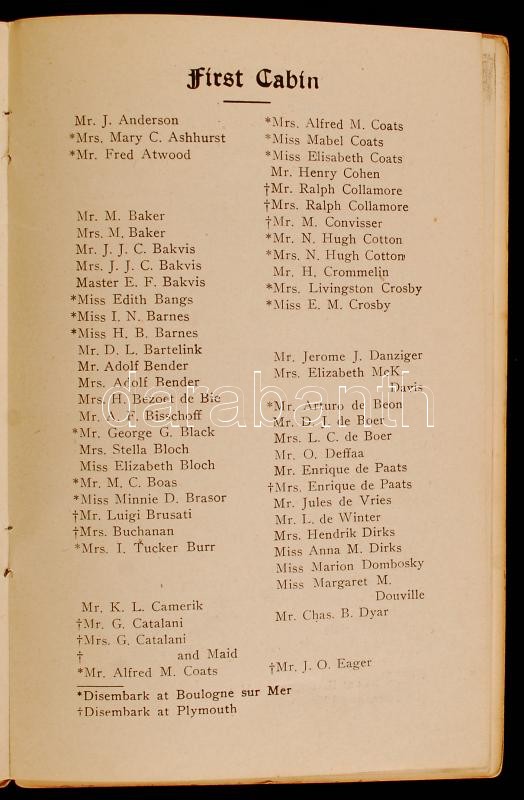 First Cabin
Mr. J. Anderson
*Mrs. Mary C. Ashhurst
*Mr. Fred Atwood
Mr. M. Baker
Mrs. M. Baker
Mr. J. J. C. Bakvis
Mrs. J. J. C. Bakvis
Master E. F. Bakvis
*Miss Edith Bangs
*Miss I. N. Barnes
*Miss H. B. Barnes
Mr. D. L. Bartelink
Mr. Adolf Bender
Mrs. Adolf Bender
Mrs. H. Bezoet de Bie
Mr. A. F. Bisschoff
*Mr. George G. Black
Mrs. Stella Bloch
Miss Elizabeth Bloch
*Mr. M. C. Boas
*Miss Minnie D. Brasor
†Mr. Luigi Brusati
†Mrs. Buchanan
*Mrs. I. Tucker Burr
Mr. K. L. Camerik
†Mr. G. Catalani
†Mrs. G. Catalani
† and Maid
*Mr. Alfred M. Coats
*Mrs. Alfred M. Coats
*Miss Mabel Coats
*Miss Elisabeth Coats
Mr. Henry Cohen
†Mr. Ralph Collamore
†Mrs. Ralph Collamore
†Mr. M. Convisser
*Mr. N. Hugh Cotton
*Mrs. N. Hugh Cotton
Mr. H. Crommelin
*Mrs. Livingston Crosby
*Miss E. M. Crosby
Mr. Jerome J. Danziger
Mrs. Elizabeth McK.
Davis
*Mr. Arturo de Beon
Mr. D. J. de Boer
Mrs. L. C. de Boer
Mr. O. Deffaa
Mr. Enrique de Paats
†Mrs. Enrique de Paats
Mr. Jules de Vries
Mr. L. de Winter
Mrs. Hendrik Dirks
Miss Anna M. Dirks
Miss Marion Dombosky
Miss Margaret M.
Douville
Mr. Chas. B. Dyar
†Mr. J. O. Eager
*Disembark at Boulogne sur Mer
†Disembark at Plymouth
darabanth